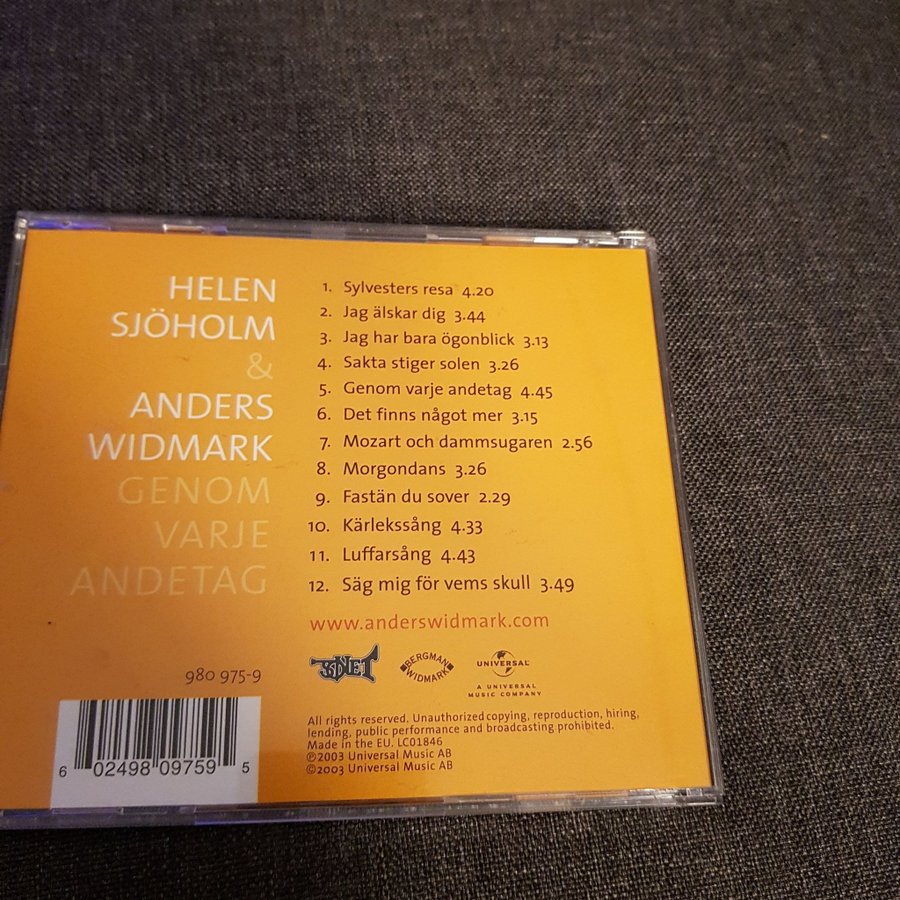 HELEN
SJÖHOLM
&
ANDERS
WIDMARK
GENOM
VARJE
ANDETAG
1. Sylvesters resa 4.20
2. Jag älskar dig 3.44
3. Jag har bara ögonblick 3.13
4. Sakta stiger solen 3.26
5. Genom varje andetag 4.45
6. Det finns något mer 3.15
7. Mozart och dammsugaren 2.56
8. Morgondans 3.26
9. Fastän du sover 2.29
10. Kärlekssång 4.33
11. Luffarsång 4.43
12. Säg mig för vems skull 3.49
www.anderswidmark.com
BERGMAN
WIDMARK
UNIVERSAL
A UNIVERSAL
MUSIC COMPANY
980 975-9
6 02498 09759 5
All rights reserved. Unauthorized copying, reproduction, hiring,
lending, public performance and broadcasting prohibited.
Made in the EU. LC01846
℗2003 Universal Music AB
©2003 Universal Music AB